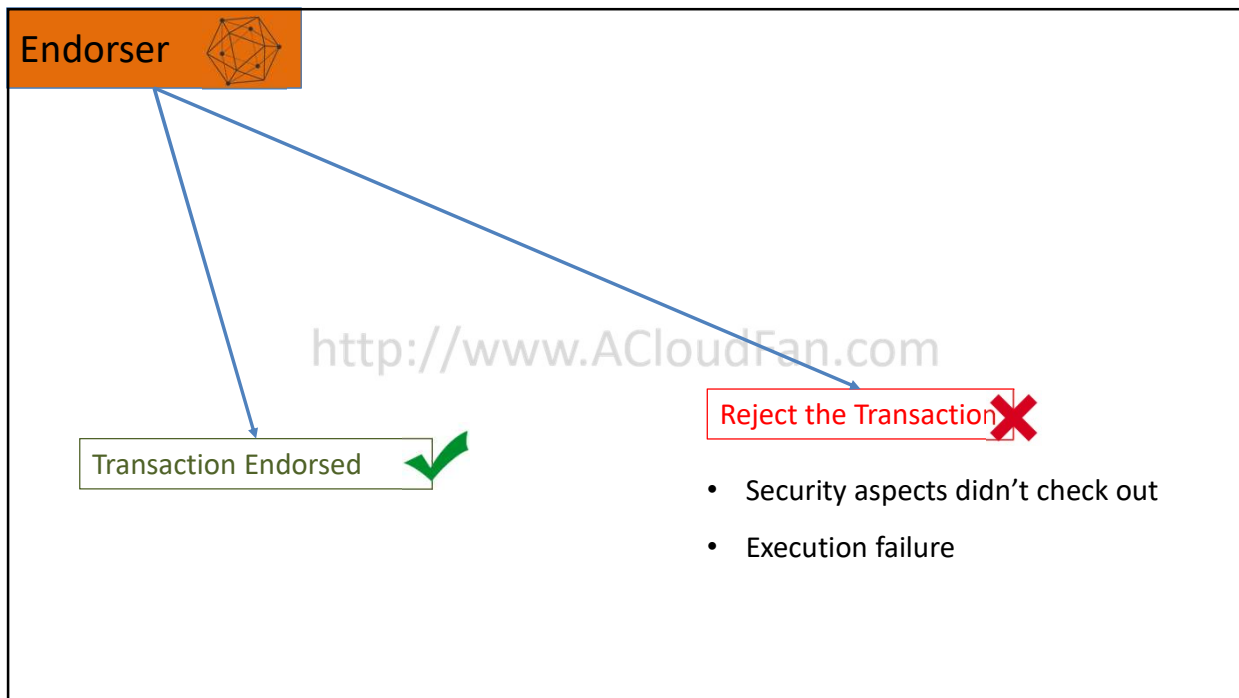 Endorser
http://www.ACloudFan.com
Reject the Transaction
Transaction Endorsed
• Security aspects didn’t check out
• Execution failure